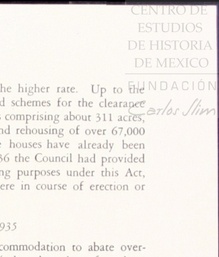 CENTRO DE
ESTUDIOS
DE HISTORIA
DE MEXICO
FUNDACIÓN
Carlos Slim
he higher rate. Up to the
d schemes for the clearance
s comprising about 311 acres,
nd rehousing of over 67,000
e houses have already been
36 the Council had provided
ng purposes under this Act,
ere in course of erection or
935
commodation to abate over-